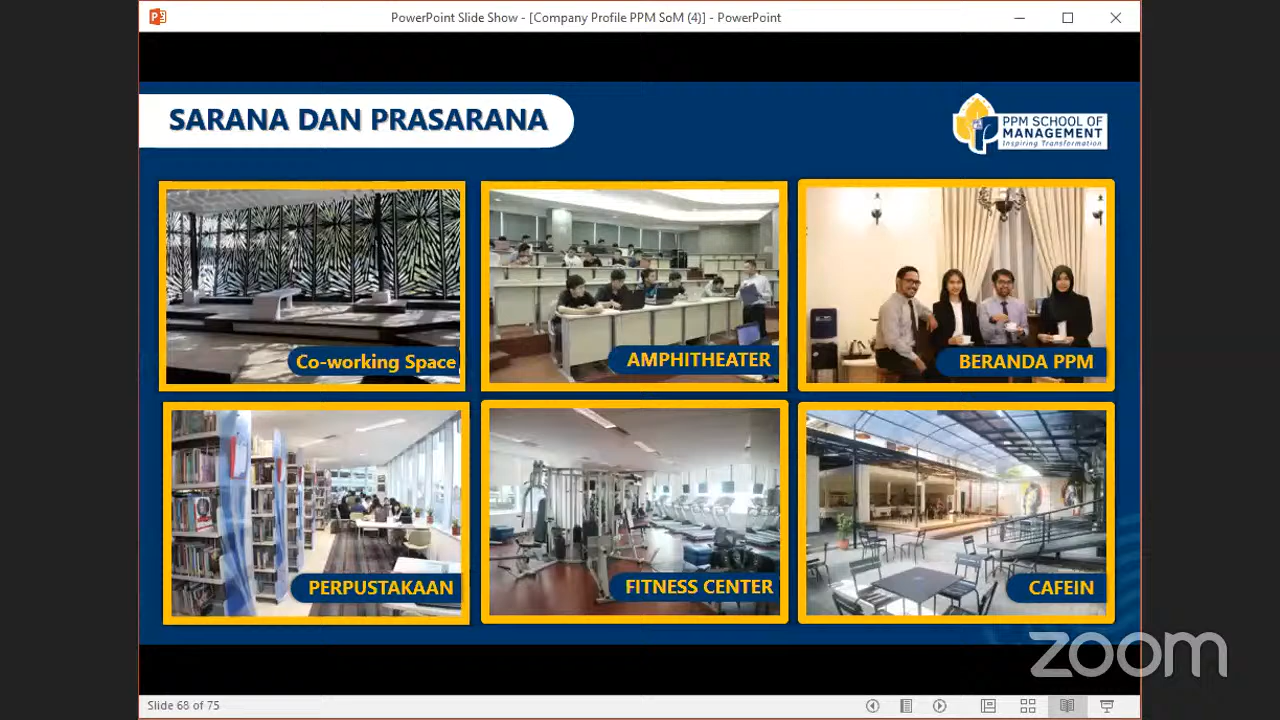 PowerPoint Slide Show - [Company Profile PPM SoM (4)] - PowerPoint
SARANA DAN PRASARANA
PPM SCHOOL OF
MANAGEMENT
Inspiring Transformation
Co-working Space
AMPHITHEATER
BERANDA PPM
PERPUSTAKAAN
FITNESS CENTER
CAFEIN
zoom
Slide 68 of 75